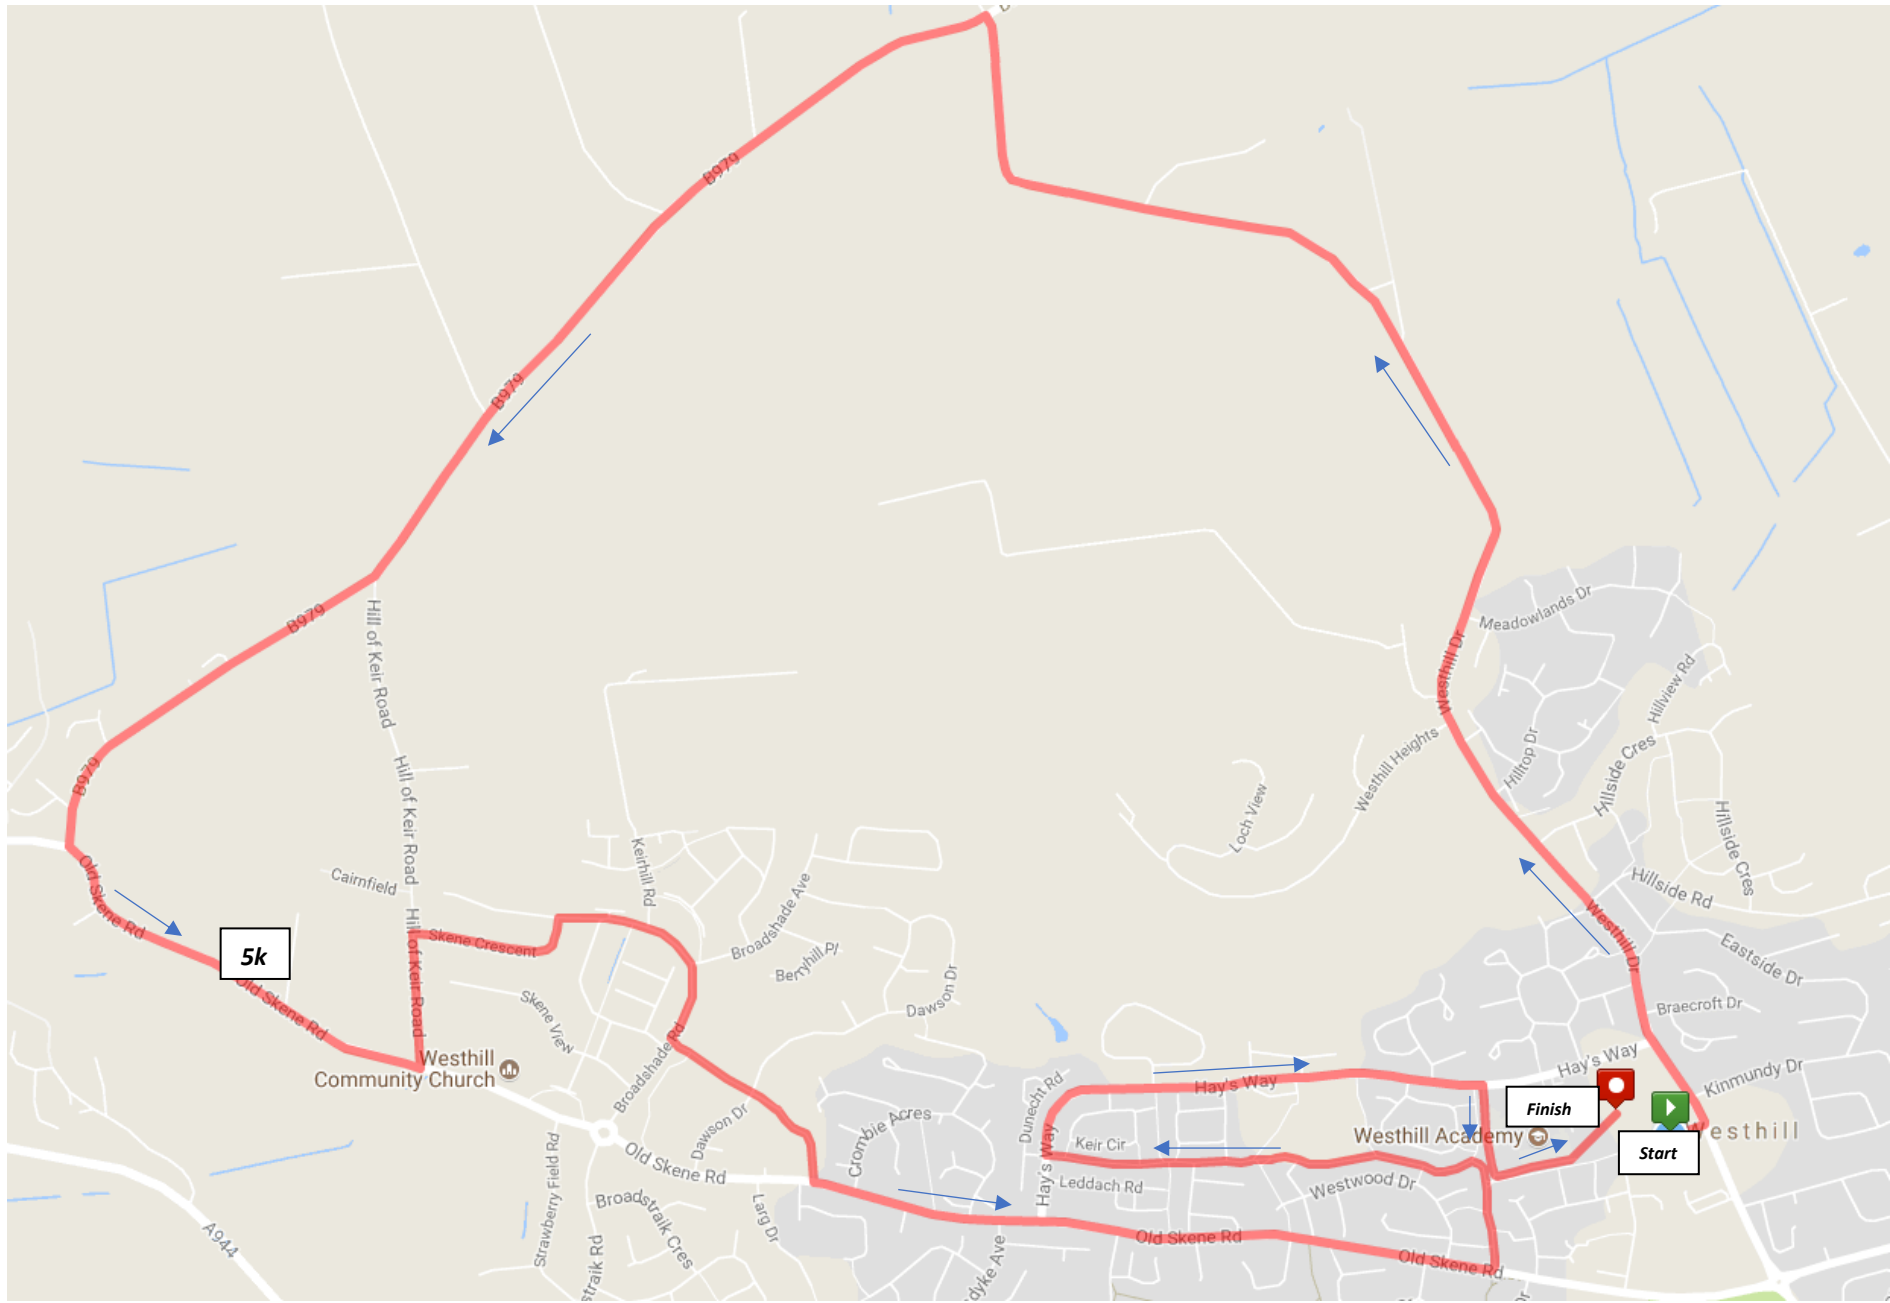 B979
B979
B979
B979
Hill of Keir Road
Hill of Keir Road
Hill of Keir Road
Meadowlands Dr
Westhill Dr
Hillview Rd
Hilltop Dr
Hillside Cres
Westhill Heights
Hillside Cres
Loch View
Keirhill Rd
Cairnfield
Old Skene Rd
5k
Old Skene Rd
Skene Crescent
Broadshade Ave
Berryhill Pl
Dawson Dr
Hillside Rd
Westhill Dr
Eastside Dr
Braecroft Dr
Skene View
Broadshade Rd
Westhill
Community Church
Hay's Way
Kinmundy Dr
Hay's Way
Dunecht Rd
Finish
Start
Westhill
Westhill Academy
Crombie Acres
Dawson Dr
Keir Cir
Hay's Way
Leddach Rd
Westwood Dr
Old Skene Rd
Strawberry Field Rd
Broadstraik Cres
Larg Dr
Old Skene Rd
Old Skene Rd
A944
straik Rd
dyke Ave
Dr